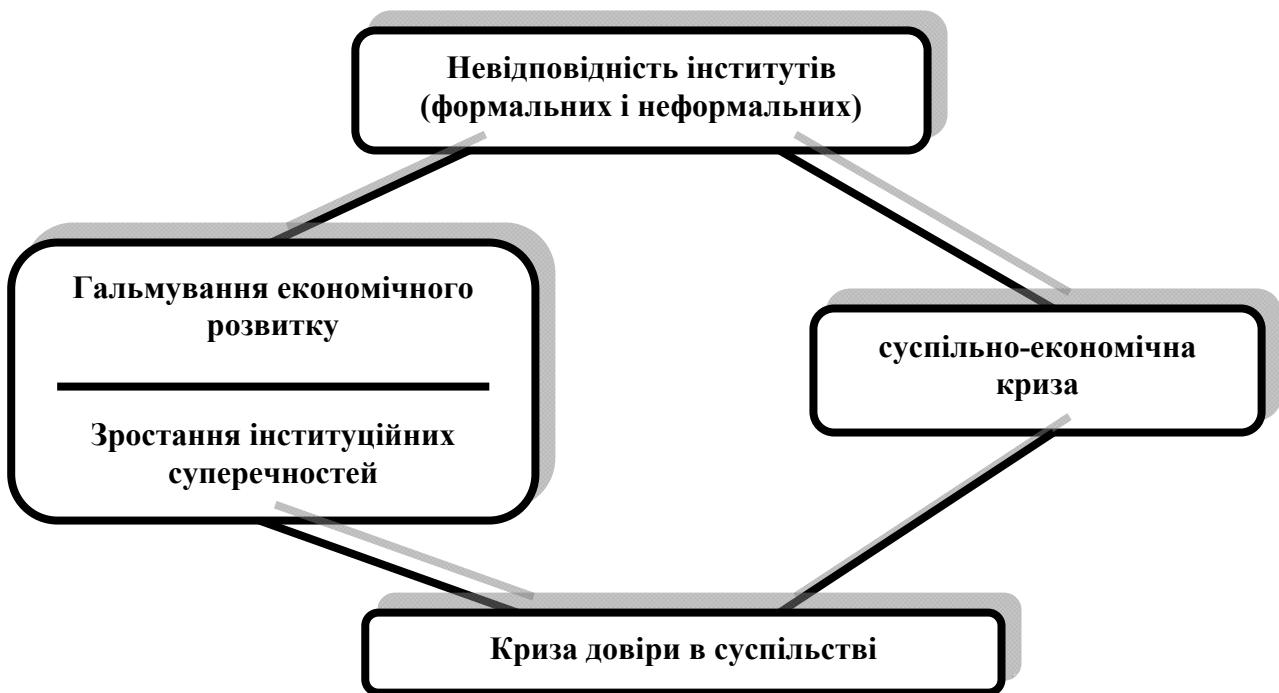 Невідповідність інститутів
(формальних і неформальних)
Гальмування економічного
розвитку
Зростання інституційних
суперечностей
суспільно-економічна
криза
Криза довіри в суспільстві